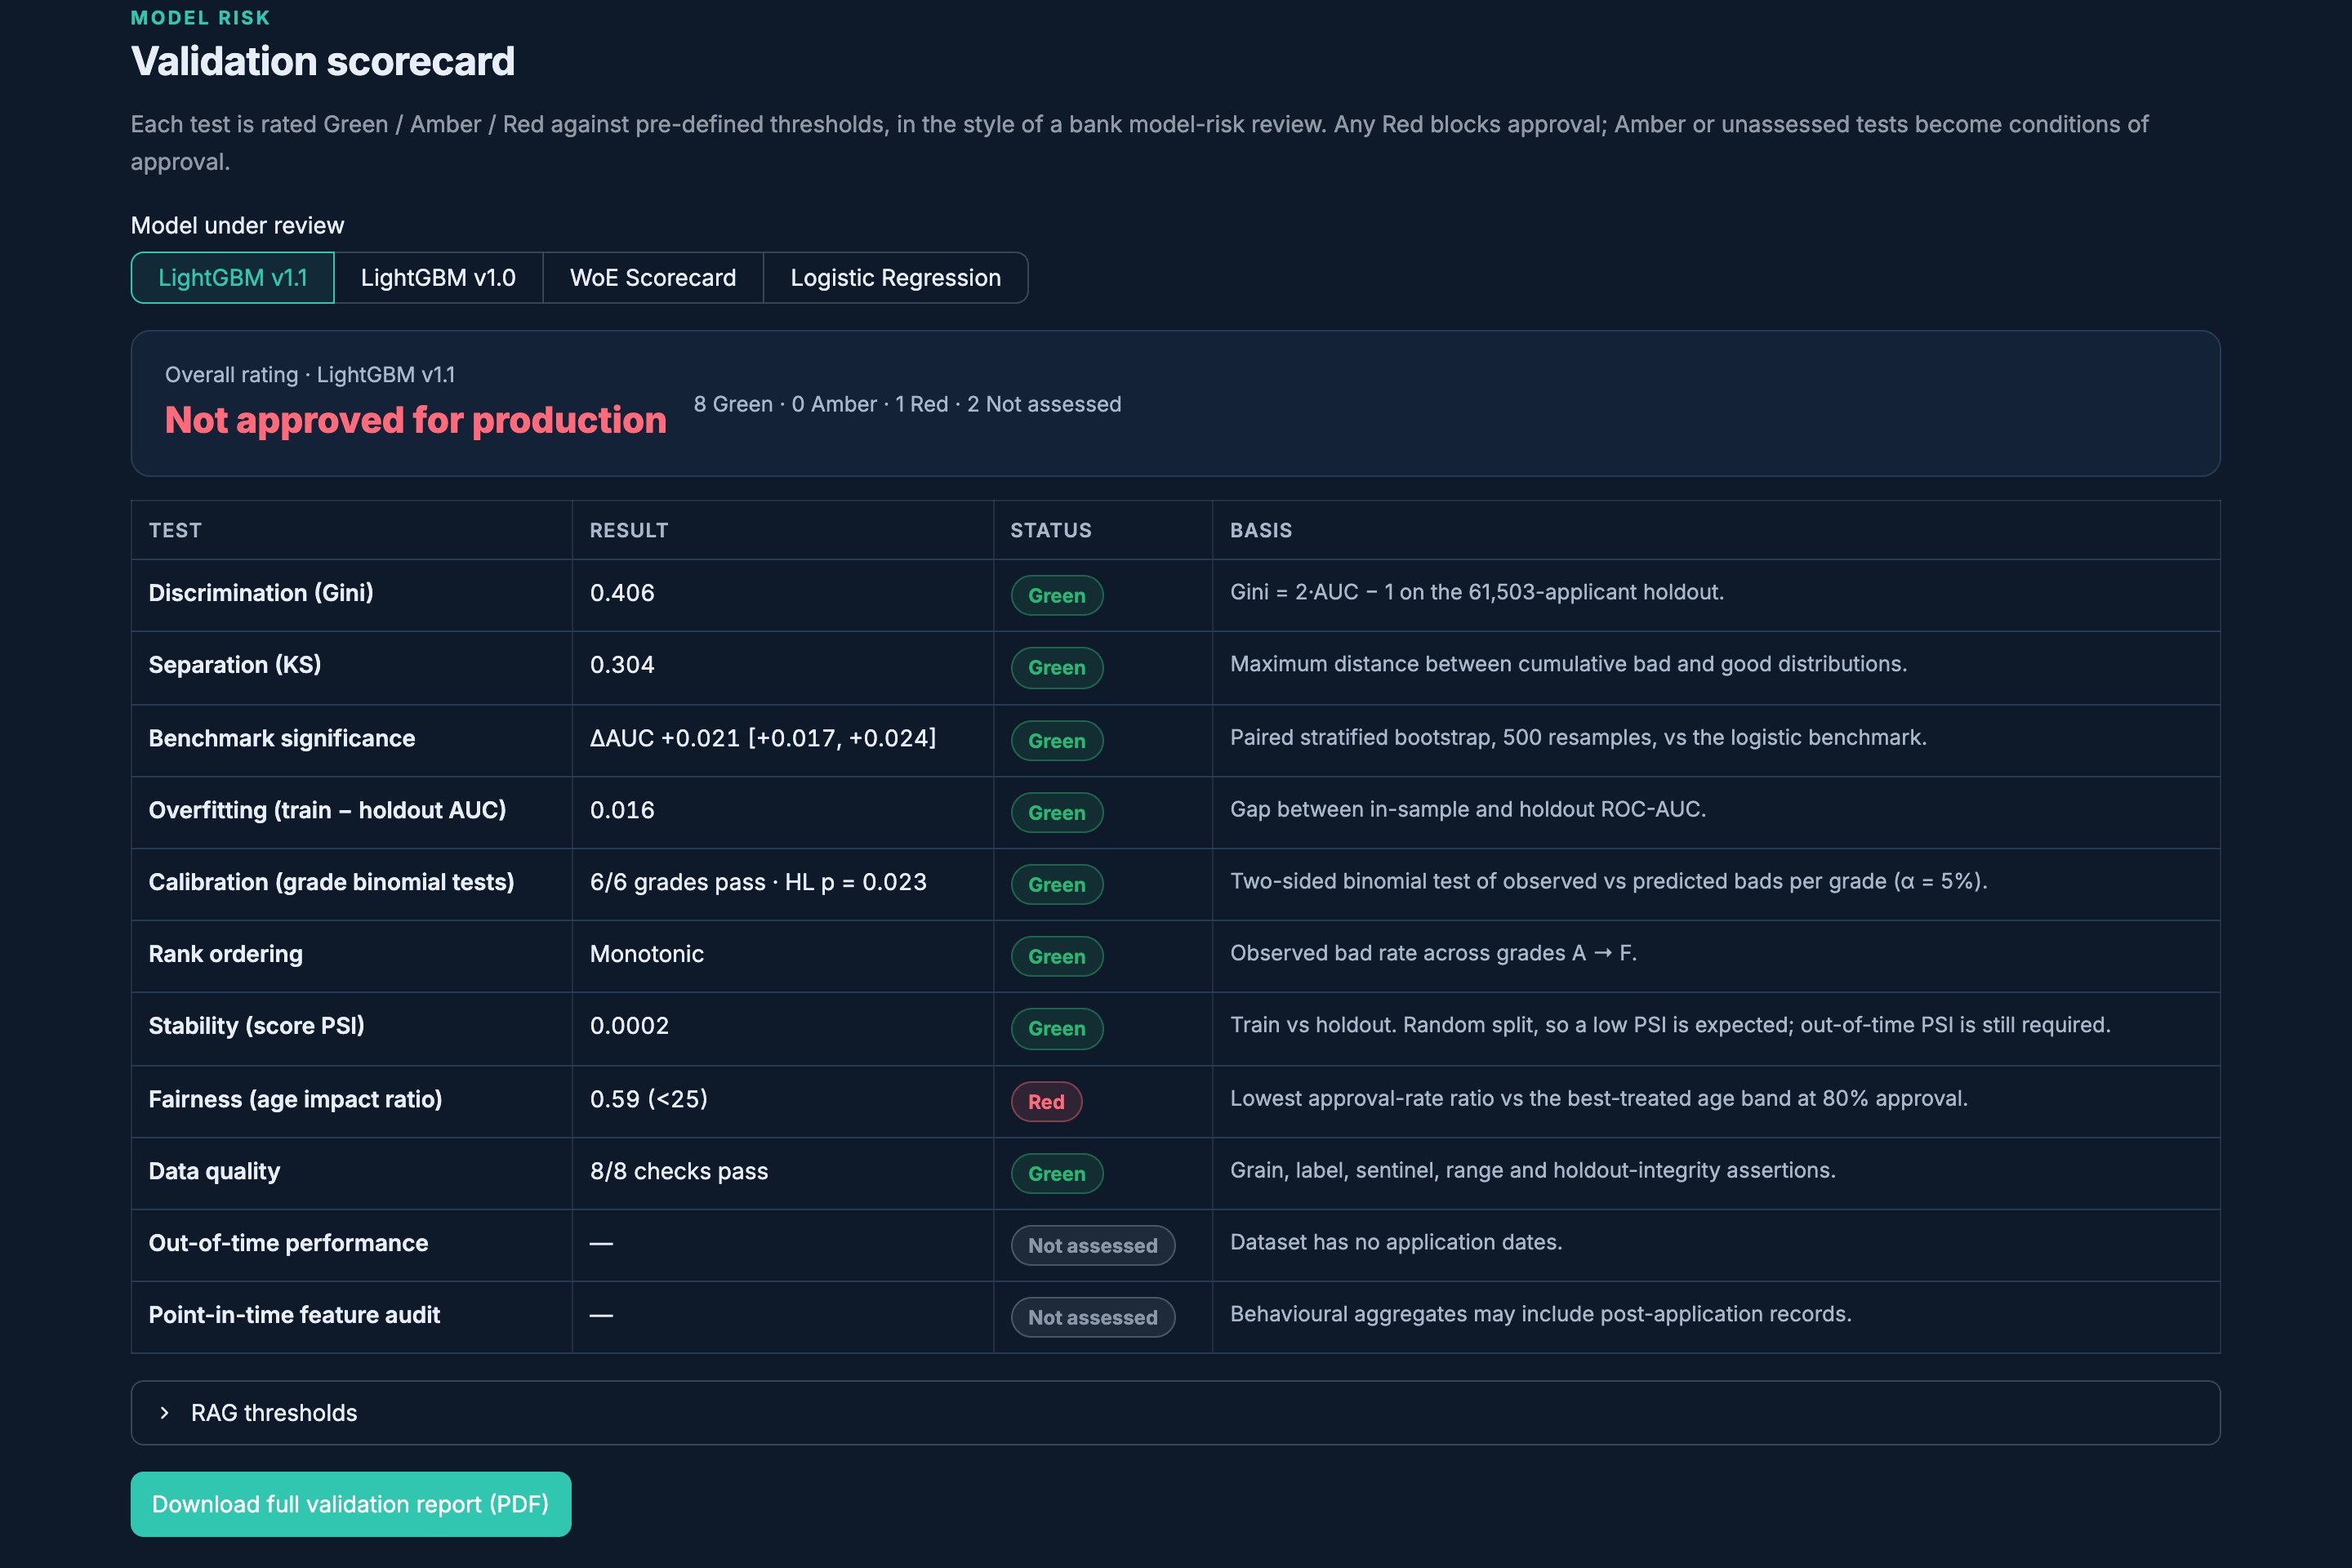 MODEL RISK
Validation scorecard
Each test is rated Green / Amber / Red against pre-defined thresholds, in the style of a bank model-risk review. Any Red blocks approval; Amber or unassessed tests become conditions of
approval.
Model under review
LightGBM v1.1 LightGBM v1.0 WoE Scorecard Logistic Regression
Overall rating · LightGBM v1.1
Not approved for production 8 Green · 0 Amber · 1 Red · 2 Not assessed
TEST RESULT STATUS BASIS
Discrimination (Gini) 0.406 Green Gini = 2·AUC − 1 on the 61,503-applicant holdout.
Separation (KS) 0.304 Green Maximum distance between cumulative bad and good distributions.
Benchmark significance ΔAUC +0.021 [+0.017, +0.024] Green Paired stratified bootstrap, 500 resamples, vs the logistic benchmark.
Overfitting (train − holdout AUC) 0.016 Green Gap between in-sample and holdout ROC-AUC.
Calibration (grade binomial tests) 6/6 grades pass · HL p = 0.023 Green Two-sided binomial test of observed vs predicted bads per grade (α = 5%).
Rank ordering Monotonic Green Observed bad rate across grades A → F.
Stability (score PSI) 0.0002 Green Train vs holdout. Random split, so a low PSI is expected; out-of-time PSI is still required.
Fairness (age impact ratio) 0.59 (<25) Red Lowest approval-rate ratio vs the best-treated age band at 80% approval.
Data quality 8/8 checks pass Green Grain, label, sentinel, range and holdout-integrity assertions.
Out-of-time performance — Not assessed Dataset has no application dates.
Point-in-time feature audit — Not assessed Behavioural aggregates may include post-application records.
RAG thresholds
Download full validation report (PDF)